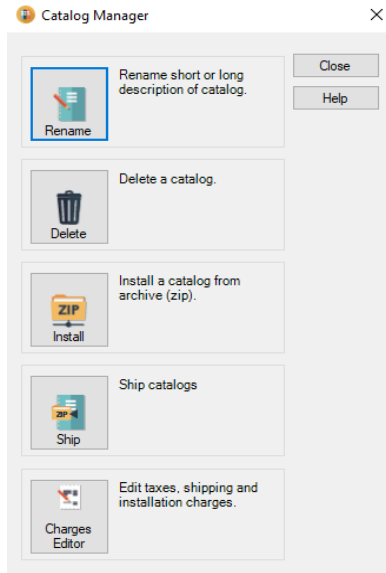 Catalog Manager
Close
Help
Rename short or long
description of catalog.
Rename
Delete a catalog.
Delete
Install a catalog from
archive (zip).
ZIP
Install
Ship catalogs
ZIP
Ship
Edit taxes, shipping and
installation charges.
Charges
Editor